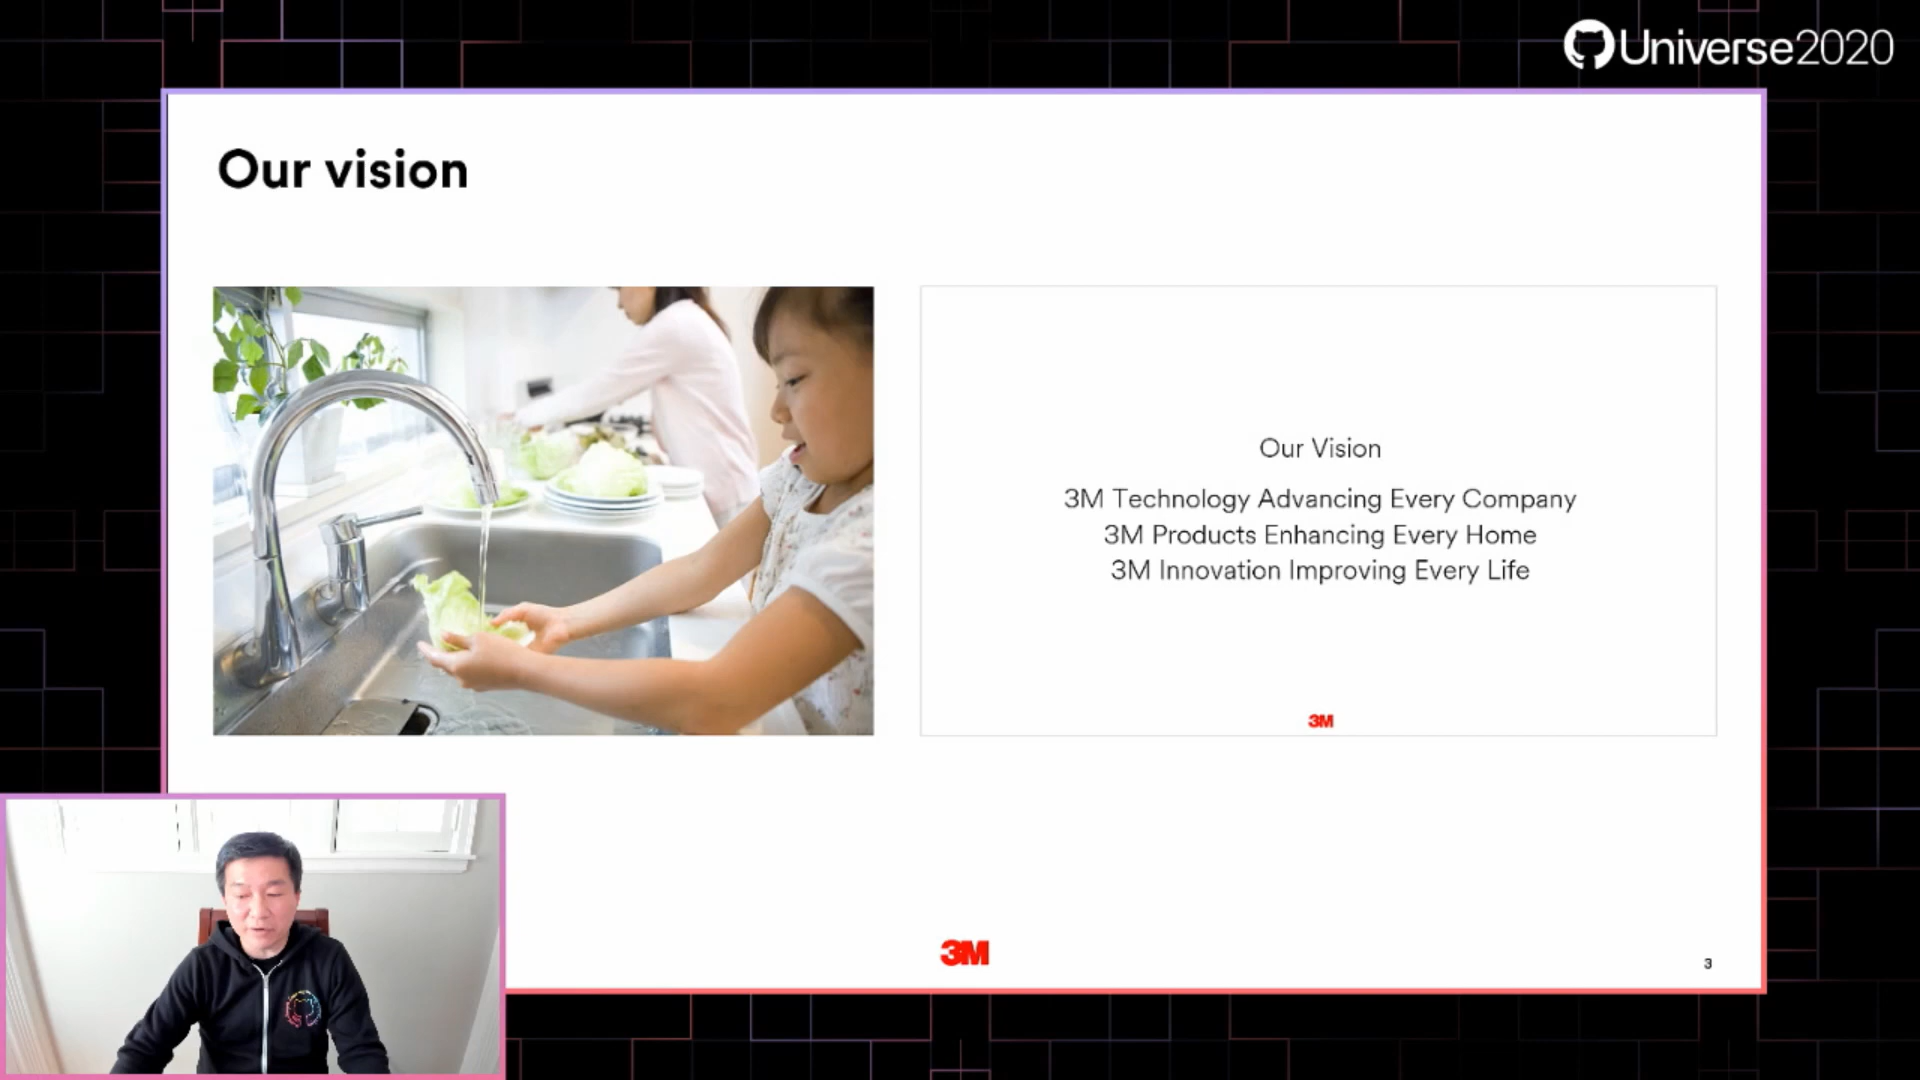 Universe2020
Our vision
Our Vision
3M Technology Advancing Every Company
3M Products Enhancing Every Home
3M Innovation Improving Every Life
3M
3M
3